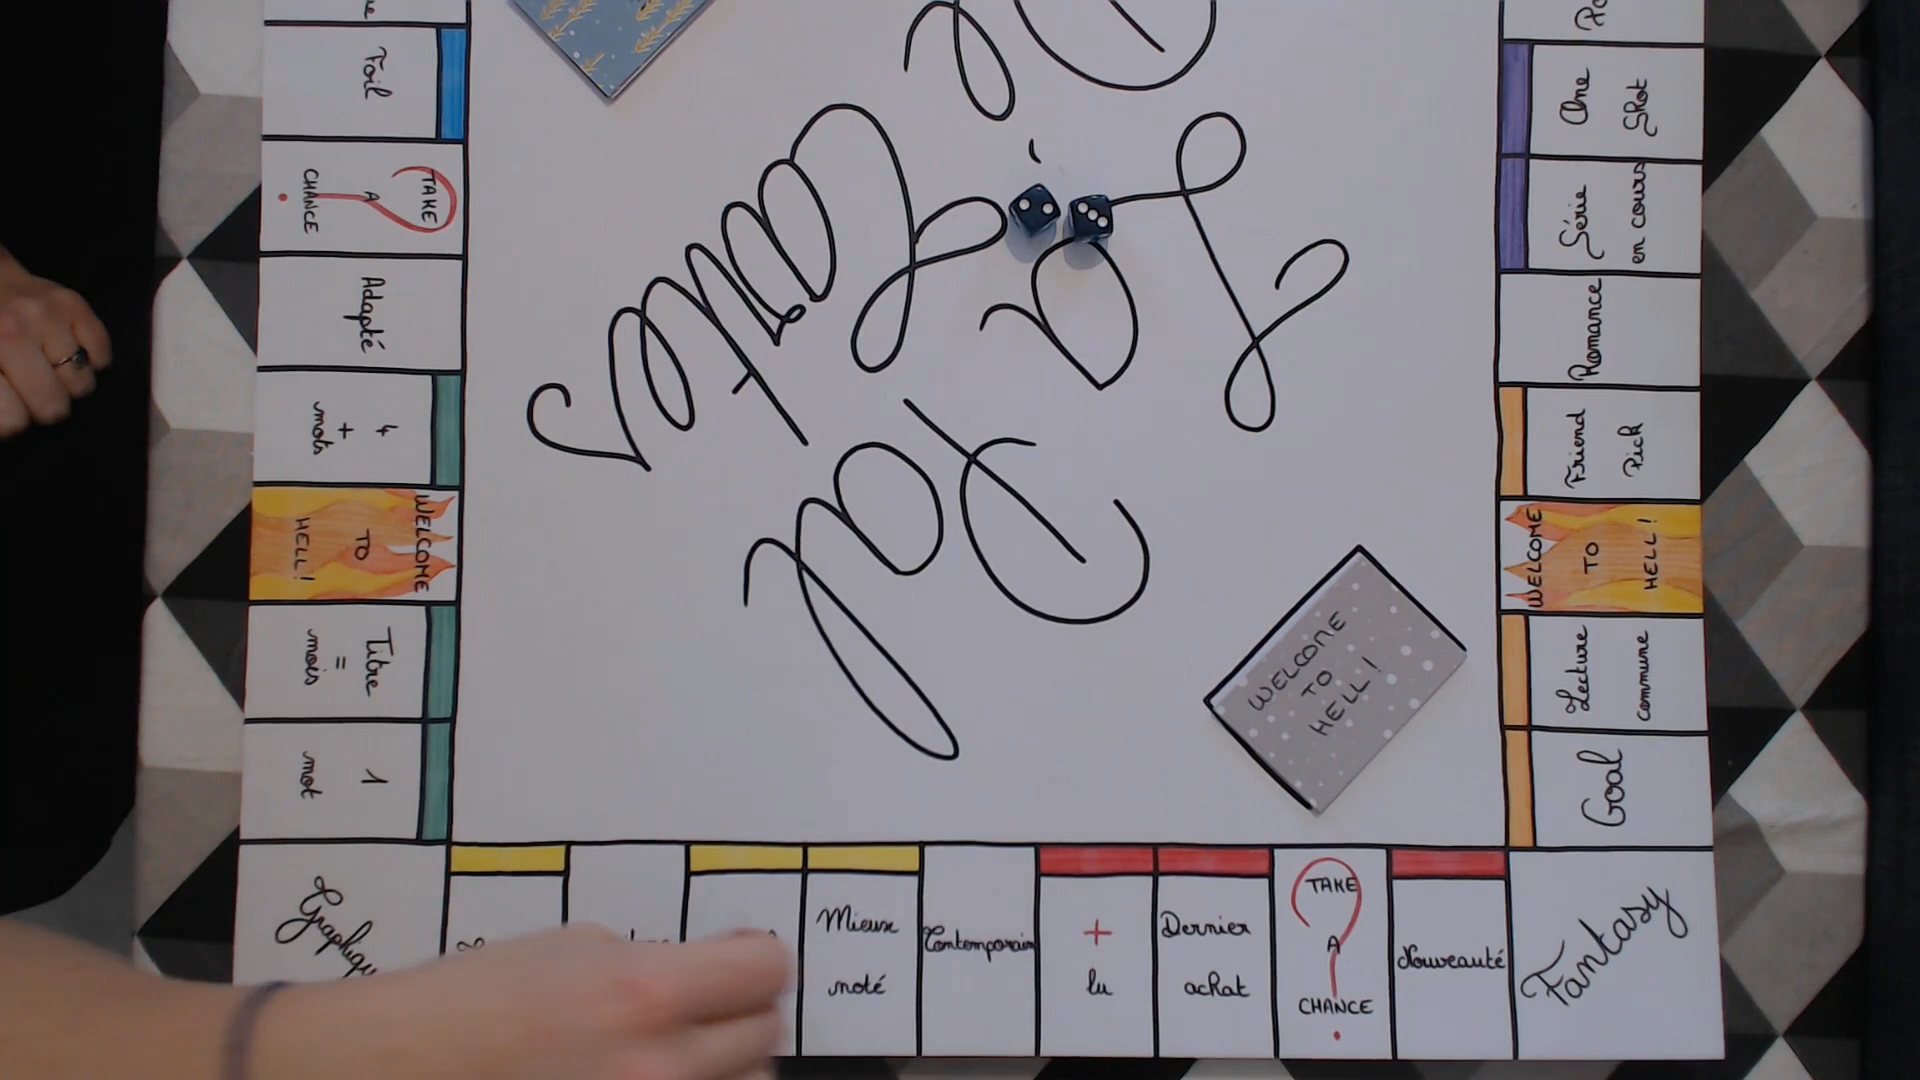 Foil
TAKE
A
CHANCE
Adapté
4
+
mots
WELCOME
TO
HELL!
Titre
=
mois
1
mot
Mieux
noté
Contemporain
+
lu
Dernier
achat
TAKE
A
CHANCE
Nouveauté
Fantasy
Goal
Lecture
commune
WELCOME
TO
HELL!
Friend
Pick
Romance
Série
en cours
One
Shot
WELCOME
TO
HELL!